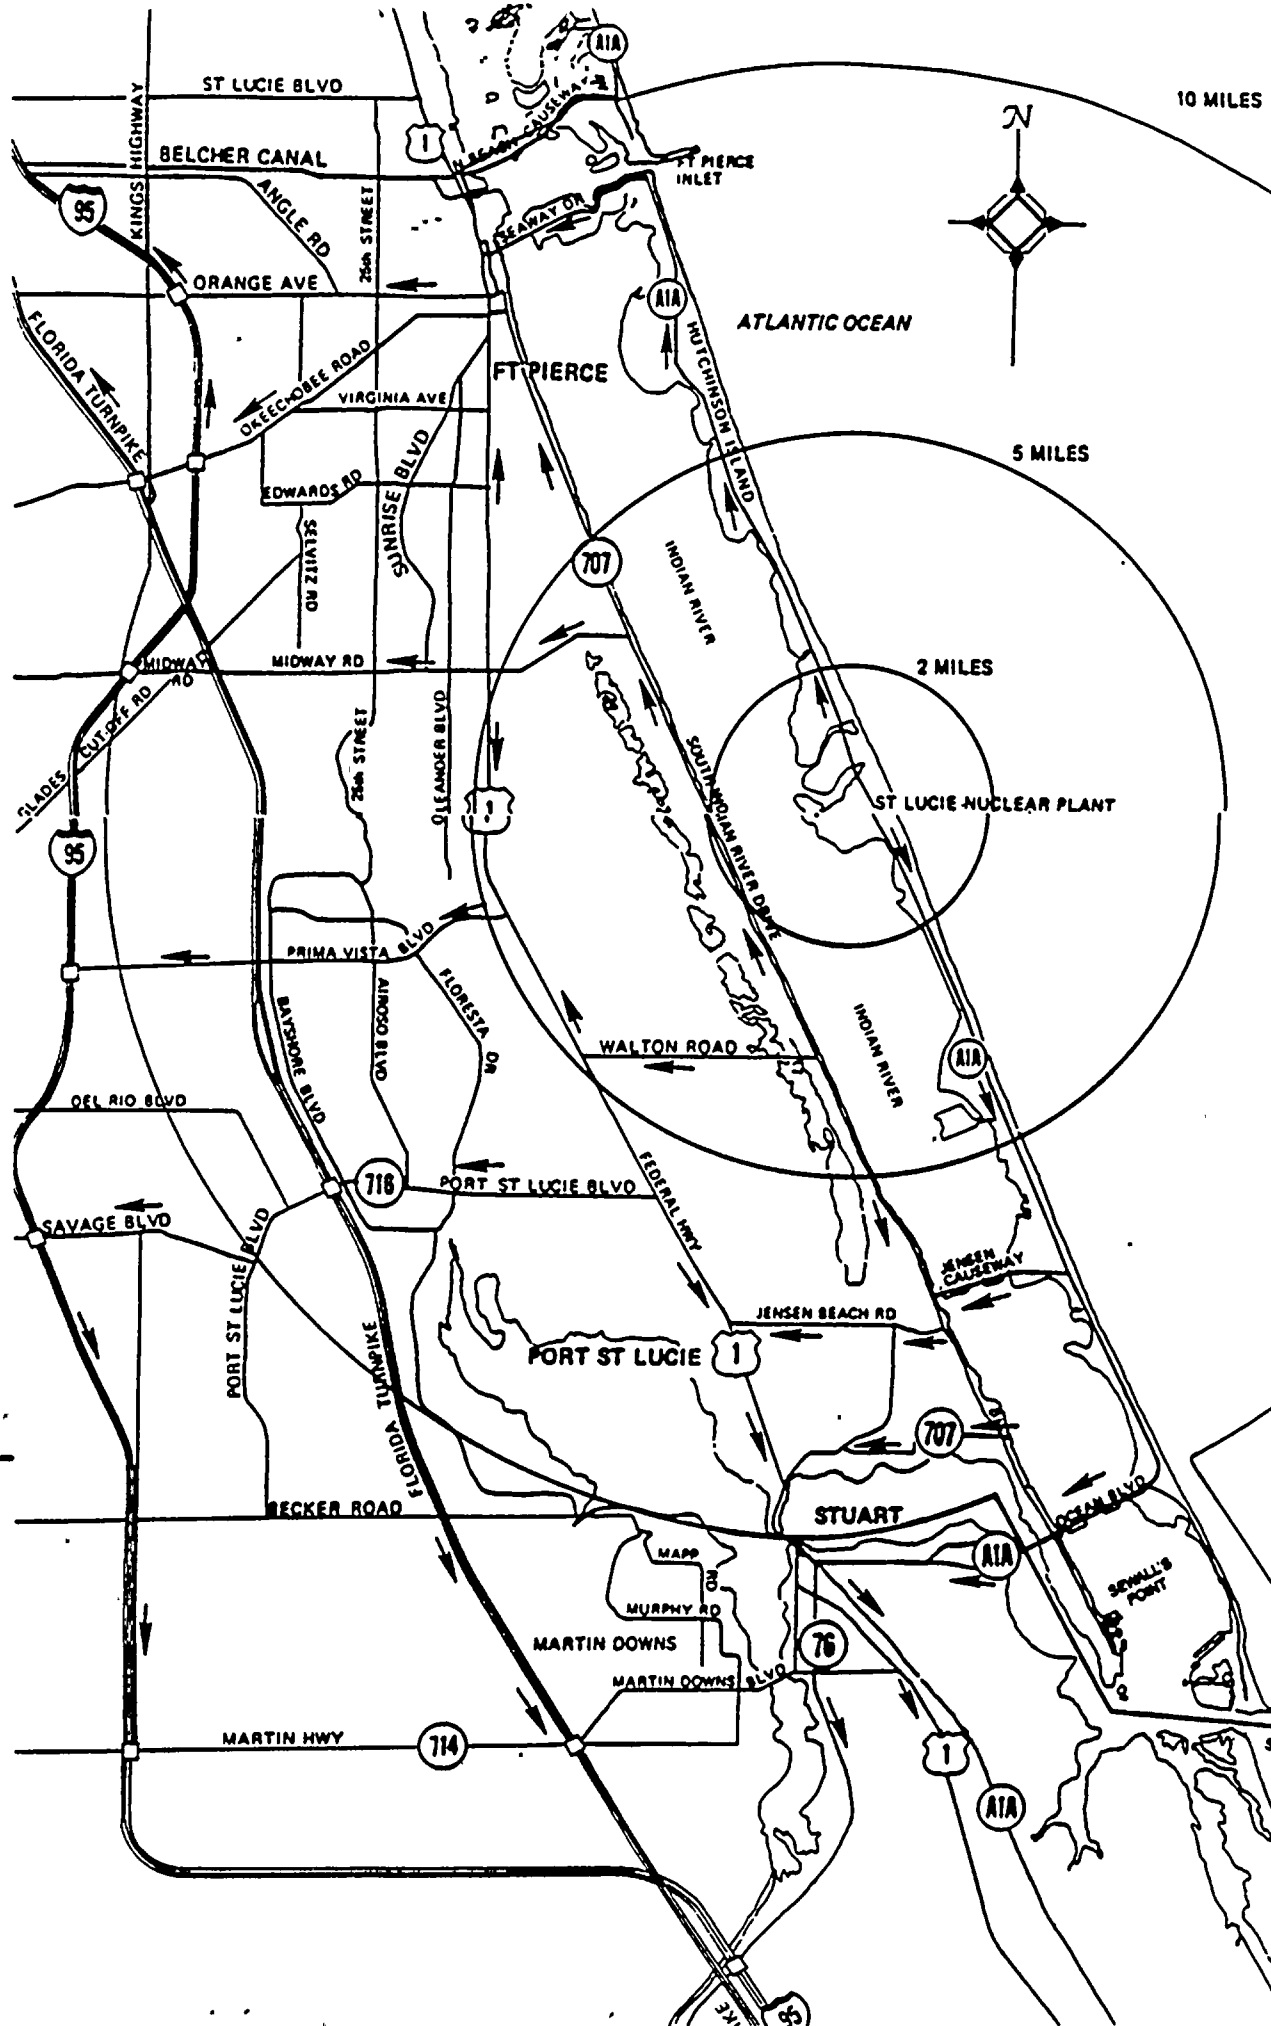 A1A
ST LUCIE BLVD
10 MILES
KINGS HIGHWAY
1
N BEACH CAUSEWAY
N
BELCHER CANAL
FT PIERCE
INLET
95
ANGLE RD
25th STREET
SEAWAY DR
ORANGE AVE
A1A
ATLANTIC OCEAN
FLORIDA TURNPIKE
OKEECHOBEE ROAD
FT PIERCE
HUTCHINSON ISLAND
VIRGINIA AVE
SUNRISE BLVD
5 MILES
EDWARDS RD
SELVITZ RD
707
INDIAN RIVER
MIDWAY
RD
MIDWAY RD
2 MILES
GLADES CUT-OFF RD
25th STREET
OLEANDER BLVD
SOUTH INDIAN RIVER DRIVE
1
ST LUCIE NUCLEAR PLANT
95
PRIMA VISTA BLVD
FLORESTA DR
AIROSO BLVD
BAYSHORE BLVD
INDIAN RIVER
WALTON ROAD
A1A
DEL RIO BLVD
716
PORT ST LUCIE BLVD
FEDERAL HWY
SAVAGE BLVD
PORT ST LUCIE BLVD
JENSEN
CAUSEWAY
JENSEN BEACH RD
FLORIDA TURNPIKE
PORT ST LUCIE
1
707
BECKER ROAD
STUART
OCEAN BLVD
A1A
MAPP
RD
SEWALL'S
POINT
MURPHY RD
76
MARTIN DOWNS
MARTIN DOWNS BLVD
MARTIN HWY
714
1
A1A
S
IKE
95